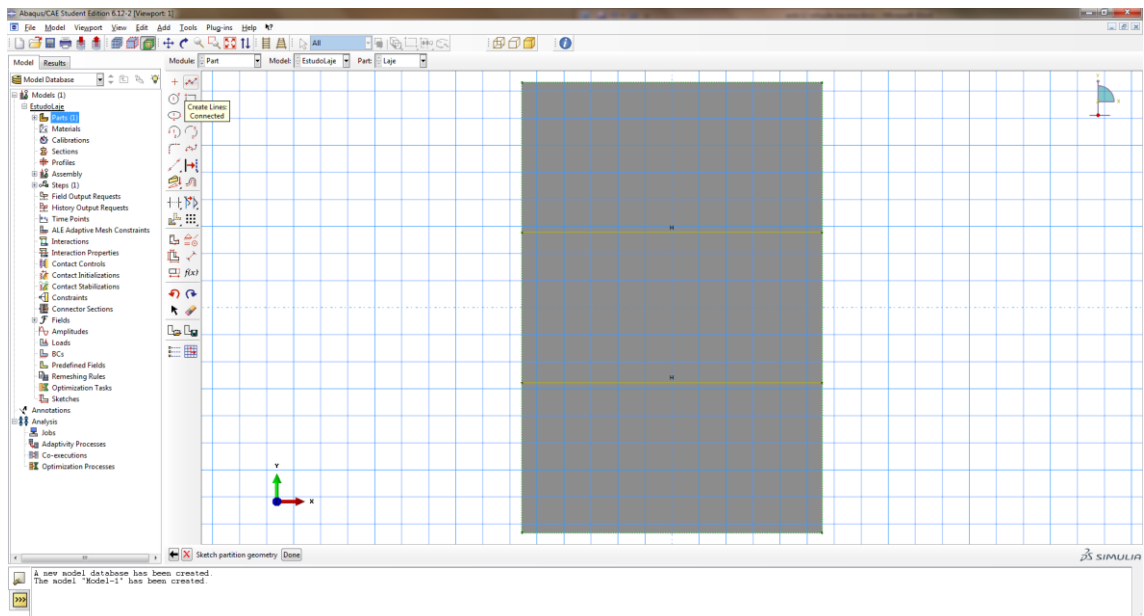 Abaqus/CAE Student Edition 6.12-2 [Viewport: 1]
File Model Viewport View Edit Add Tools Plug-ins Help
All
Model Results
Module: Part Model: EstudoLaje Part: Laje
Model Database
Models (1)
EstudoLaje
Parts (1)
Materials
Calibrations
Sections
Profiles
Assembly
Steps (1)
Field Output Requests
History Output Requests
Time Points
ALE Adaptive Mesh Constraints
Interactions
Interaction Properties
Contact Controls
Contact Initializations
Contact Stabilizations
Constraints
Connector Sections
Fields
Amplitudes
Loads
BCs
Predefined Fields
Remeshing Rules
Optimization Tasks
Sketches
Annotations
Analysis
Jobs
Adaptivity Processes
Co-executions
Optimization Processes
Create Lines:
Connected
f(x)
H
H
Y
X
Sketch partition geometry Done
SIMULIA
A new model database has been created.
The model "Model-1" has been created.
>>>